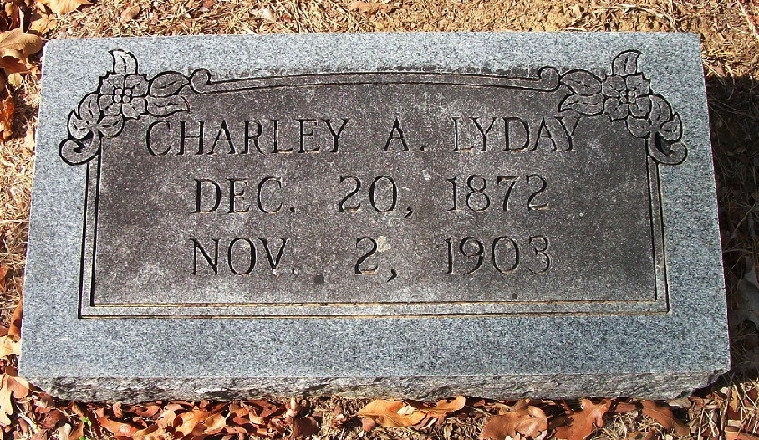 CHARLEY A. LYDAY
DEC. 20, 1872
NOV. 2, 1903